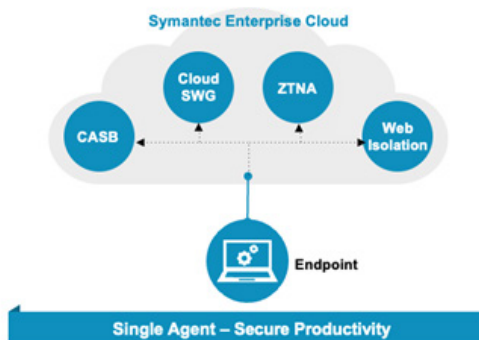 Symantec Enterprise Cloud
Cloud
SWG
ZTNA
CASB
Web
Isolation
Endpoint
Single Agent – Secure Productivity